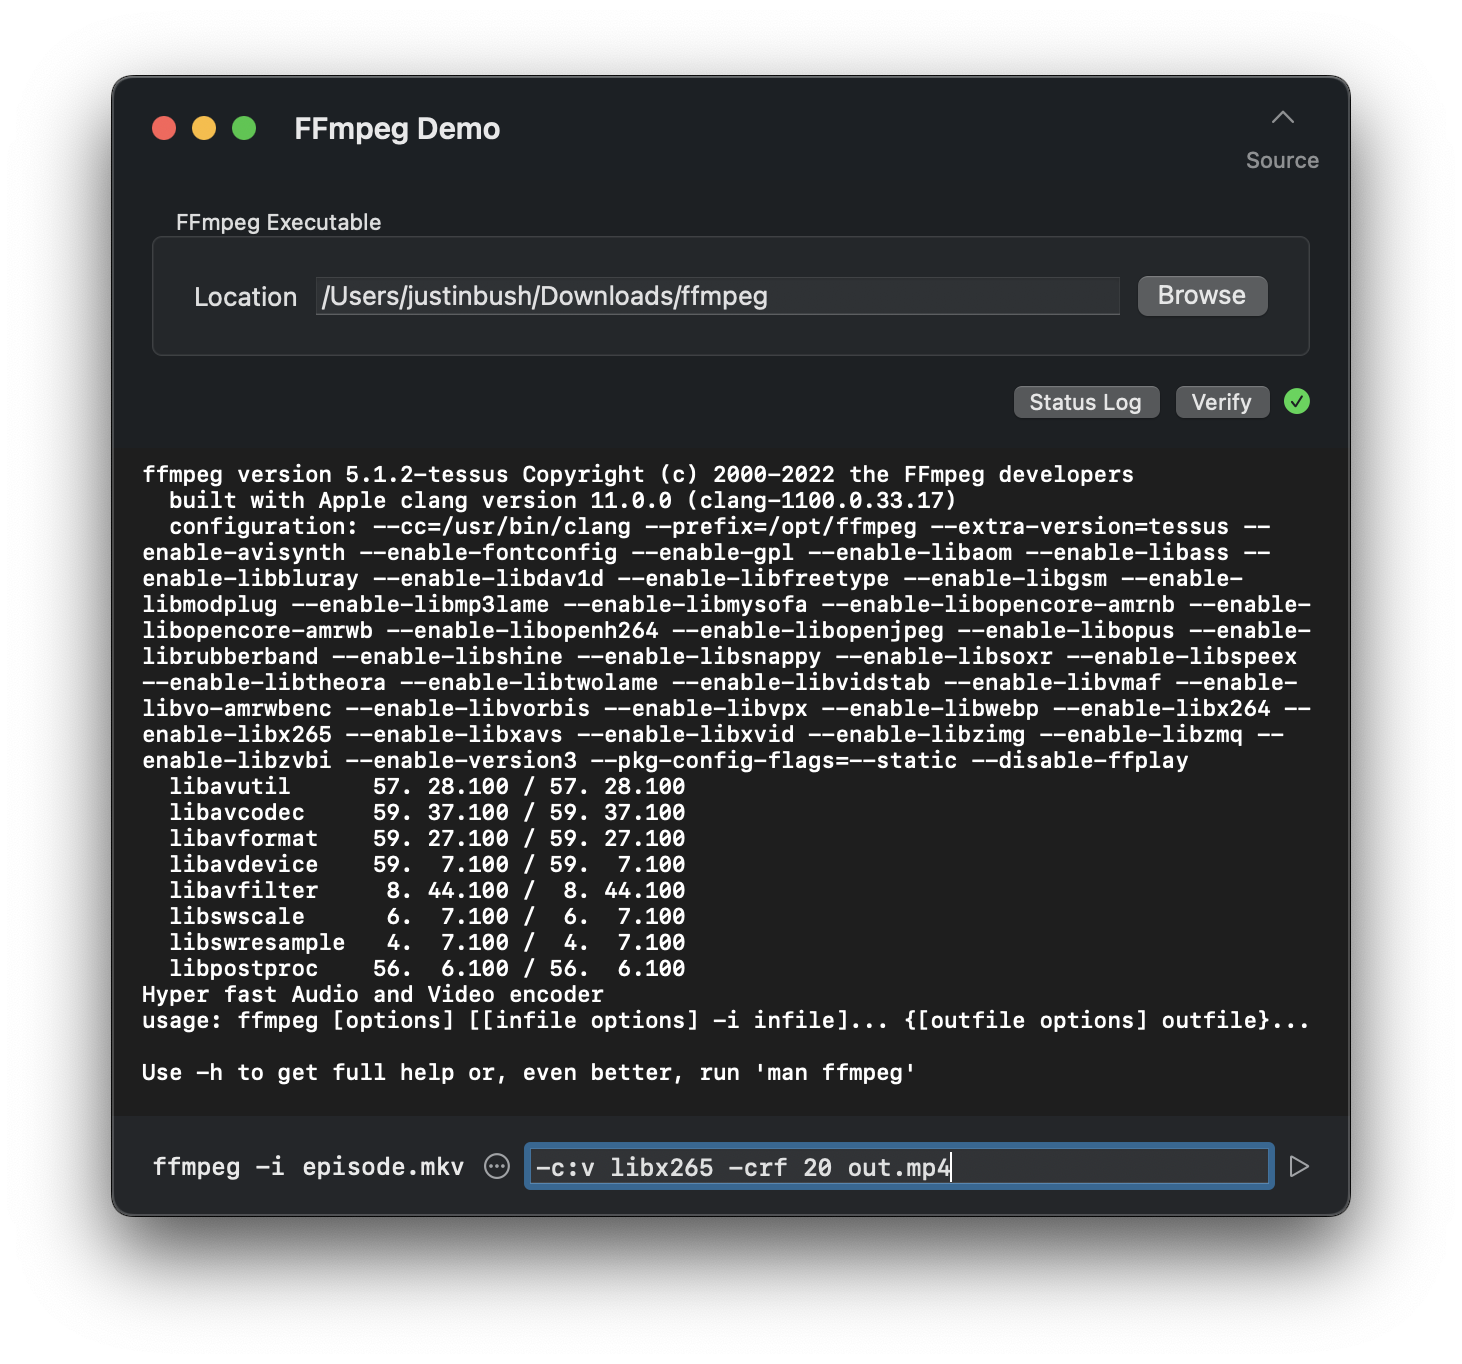 FFmpeg Demo
Source
FFmpeg Executable
Location /Users/justinbush/Downloads/ffmpeg Browse
Status Log Verify
ffmpeg version 5.1.2-tessus Copyright (c) 2000-2022 the FFmpeg developers
  built with Apple clang version 11.0.0 (clang-1100.0.33.17)
  configuration: --cc=/usr/bin/clang --prefix=/opt/ffmpeg --extra-version=tessus --
enable-avisynth --enable-fontconfig --enable-gpl --enable-libaom --enable-libass --
enable-libbluray --enable-libdav1d --enable-libfreetype --enable-libgsm --enable-
libmodplug --enable-libmp3lame --enable-libmysofa --enable-libopencore-amrnb --enable-
libopencore-amrwb --enable-libopenh264 --enable-libopenjpeg --enable-libopus --enable-
librubberband --enable-libshine --enable-libsnappy --enable-libsoxr --enable-libspeex
--enable-libtheora --enable-libtwolame --enable-libvidstab --enable-libvmaf --enable-
libvo-amrwbenc --enable-libvorbis --enable-libvpx --enable-libwebp --enable-libx264 --
enable-libx265 --enable-libxavs --enable-libxvid --enable-libzimg --enable-libzmq --
enable-libzvbi --enable-version3 --pkg-config-flags=--static --disable-ffplay
  libavutil      57. 28.100 / 57. 28.100
  libavcodec     59. 37.100 / 59. 37.100
  libavformat    59. 27.100 / 59. 27.100
  libavdevice    59.  7.100 / 59.  7.100
  libavfilter     8. 44.100 /  8. 44.100
  libswscale      6.  7.100 /  6.  7.100
  libswresample   4.  7.100 /  4.  7.100
  libpostproc    56.  6.100 / 56.  6.100
Hyper fast Audio and Video encoder
usage: ffmpeg [options] [[infile options] -i infile]... {[outfile options] outfile}...
Use -h to get full help or, even better, run 'man ffmpeg'
ffmpeg -i episode.mkv -c:v libx265 -crf 20 out.mp4